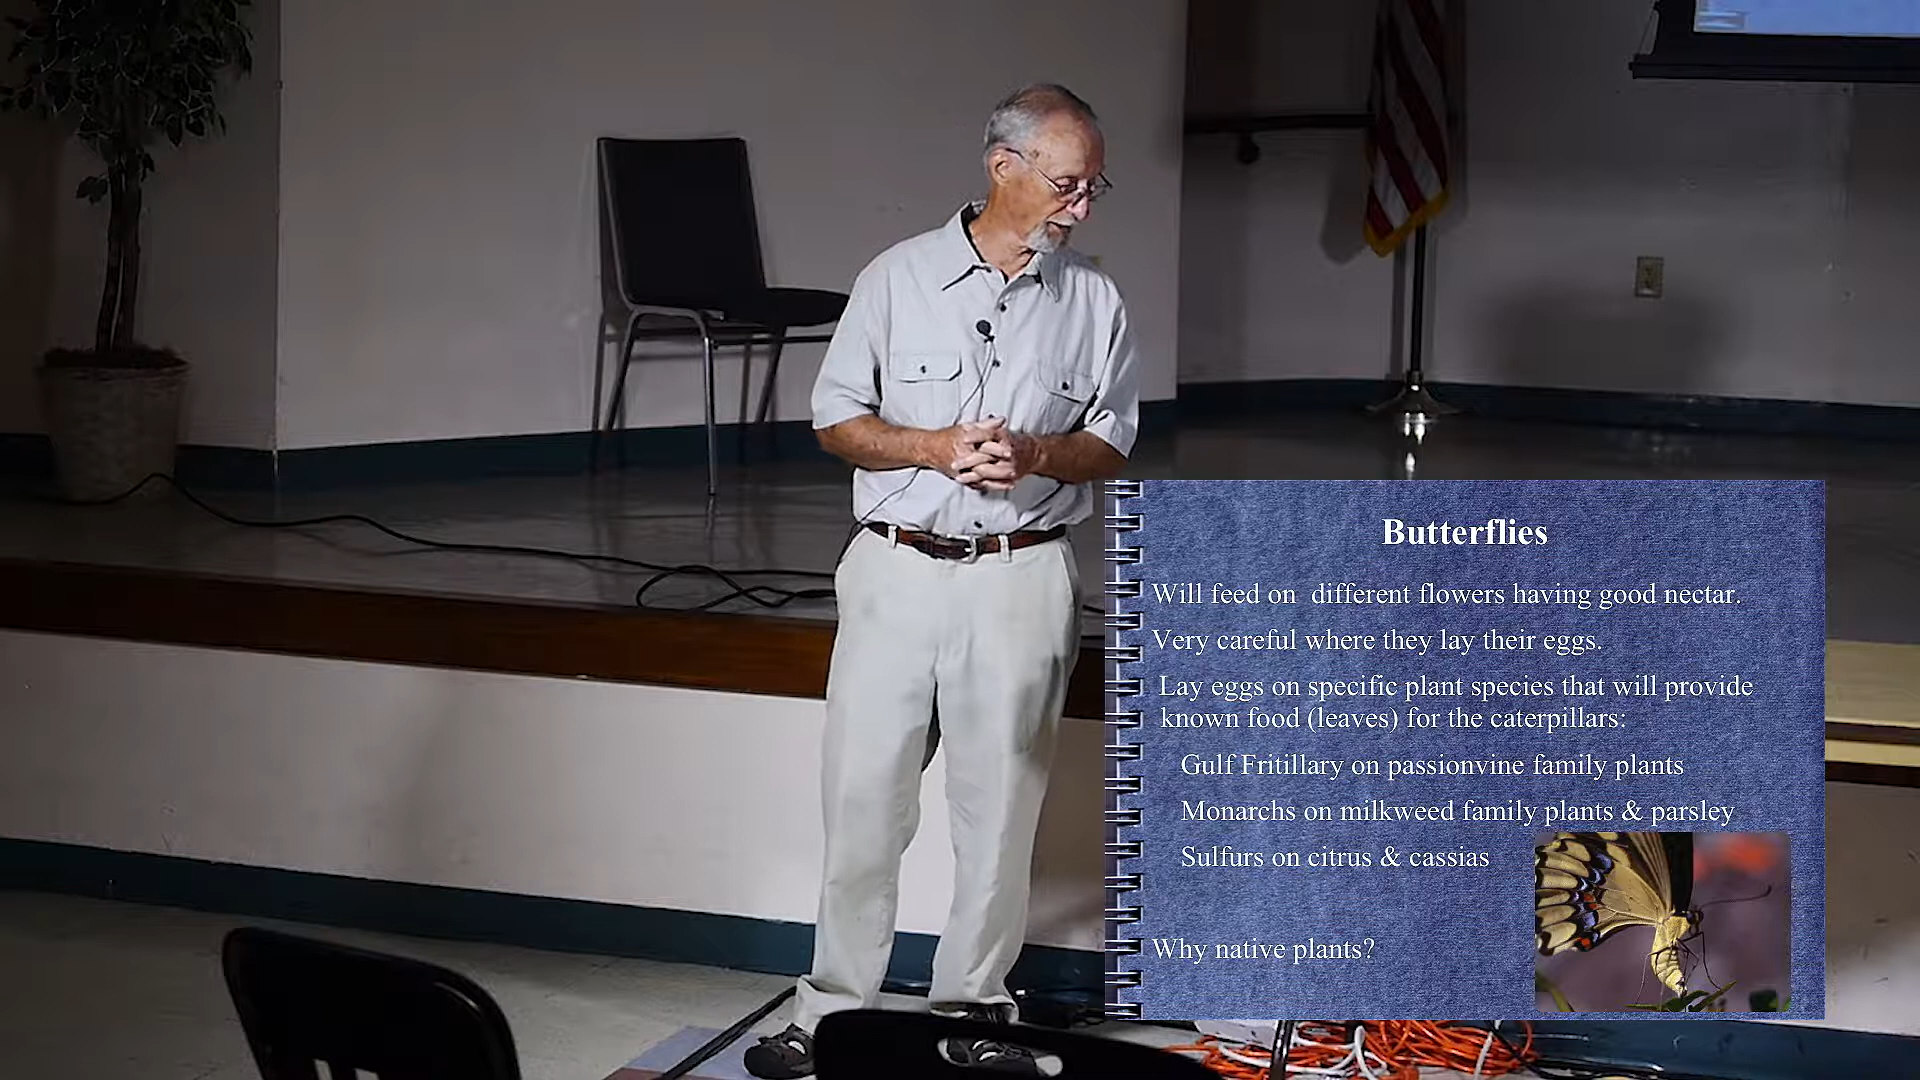 Butterflies
Will feed on different flowers having good nectar.
Very careful where they lay their eggs.
Lay eggs on specific plant species that will provide
known food (leaves) for the caterpillars:
Gulf Fritillary on passionvine family plants
Monarchs on milkweed family plants & parsley
Sulfurs on citrus & cassias
Why native plants?